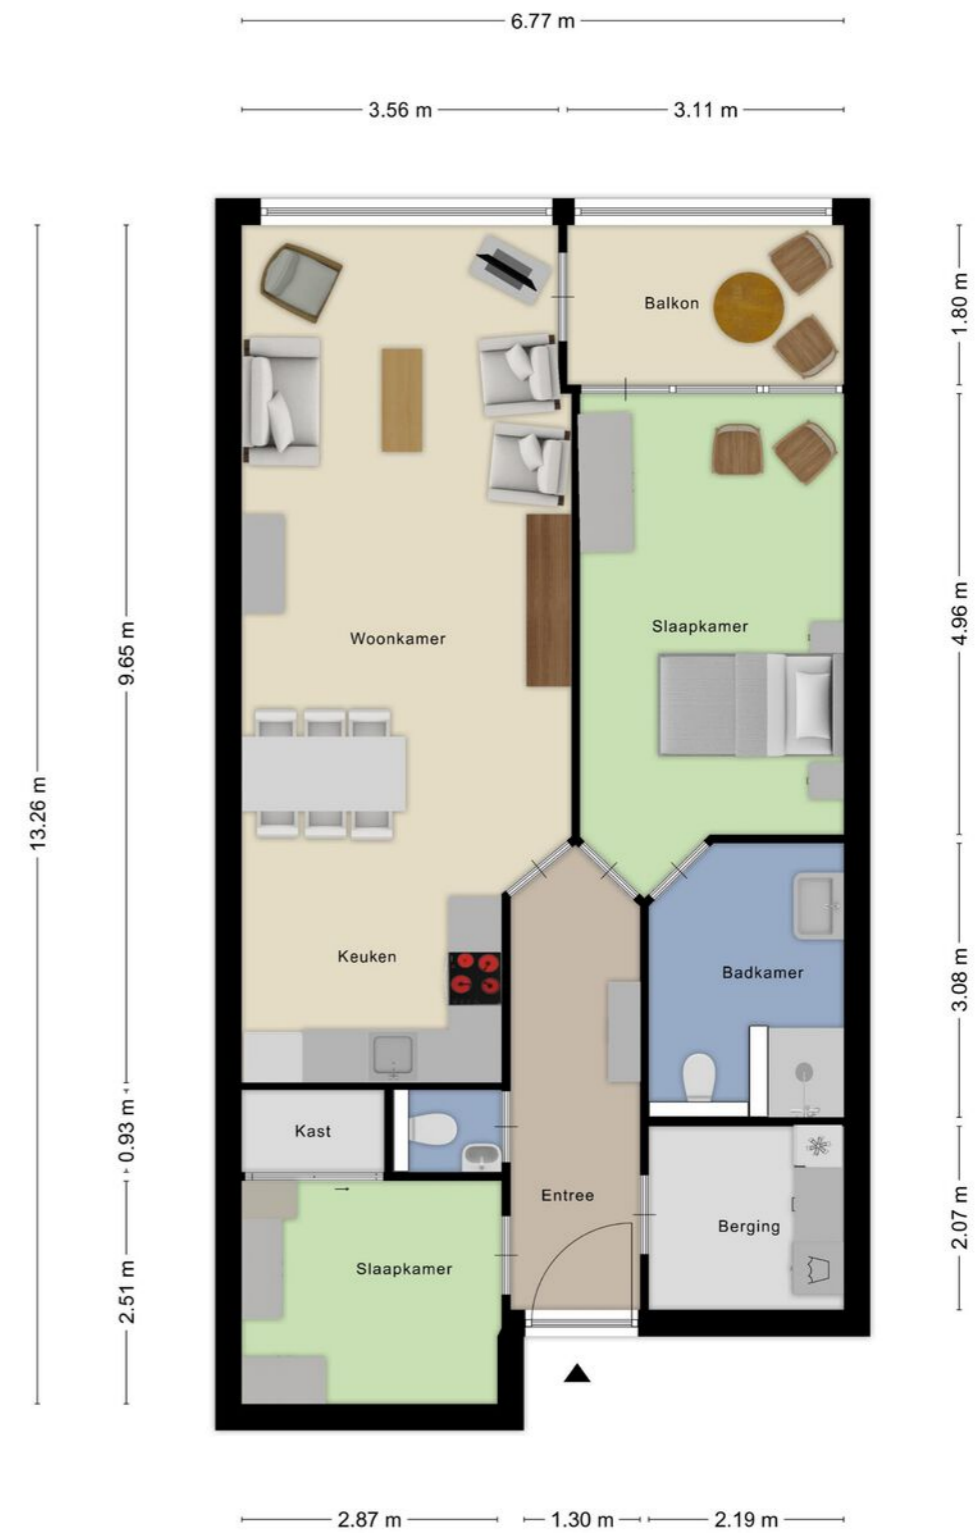 6.77 m
3.56 m
3.11 m
Balkon
1.80 m
Slaapkamer
4.96 m
Woonkamer
9.65 m
13.26 m
Keuken
Badkamer
3.08 m
Kast
0.93 m
Entree
Berging
2.07 m
Slaapkamer
2.51 m
2.87 m
1.30 m
2.19 m